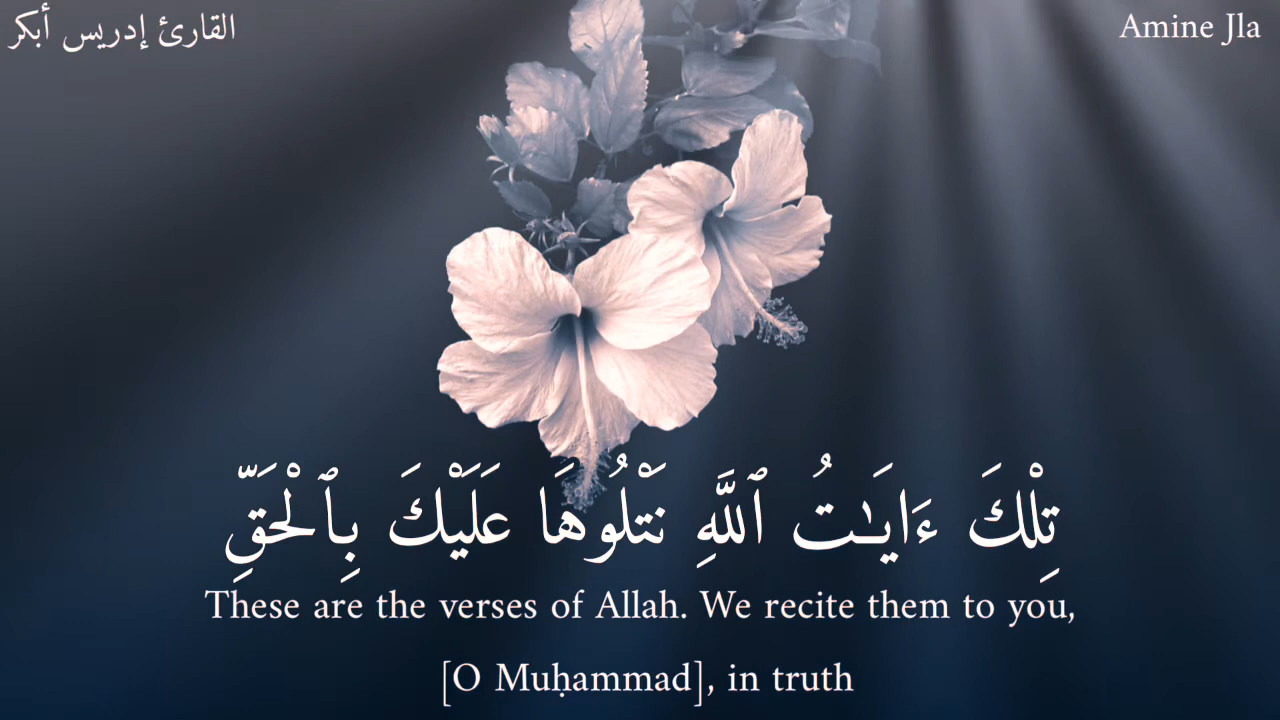 القارئ إدريس أبكر
Amine Jla
تِلْكَ ءَايَـٰتُ ٱللَّهِ نَتْلُوهَا عَلَيْكَ بِٱلْحَقِّ
These are the verses of Allah. We recite them to you,
[O Muḥammad], in truth